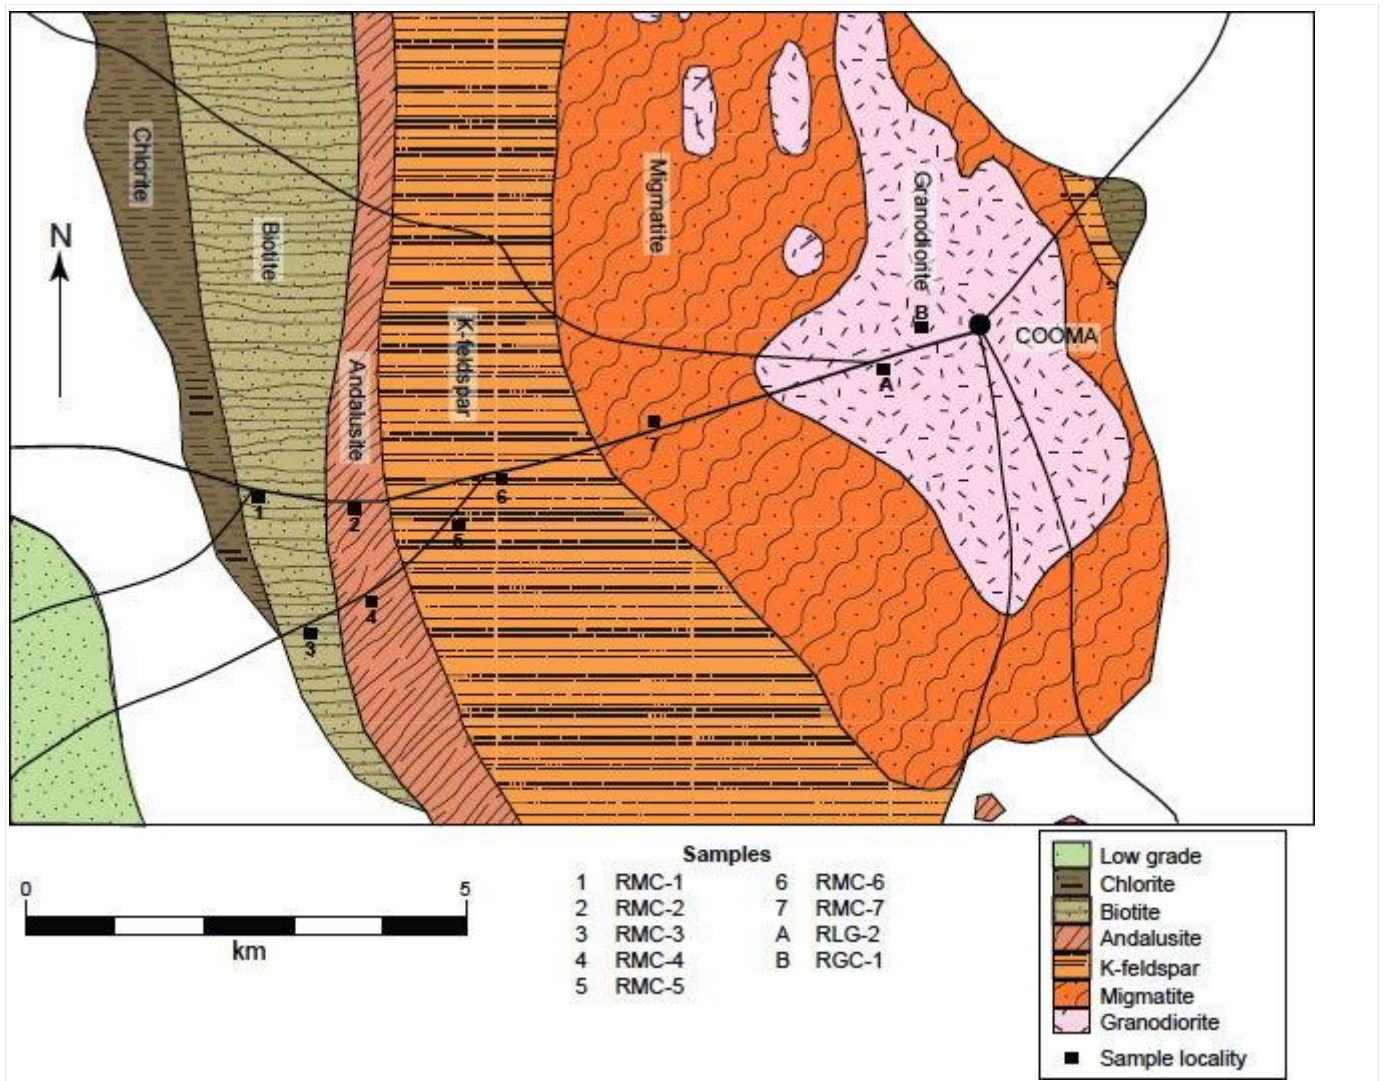 Chlorite
Biotite
Andalusite
K-feldspar
Migmatite
Granodiorite
N
COOMA
B
A
7
6
5
1
2
4
3
0 5
km
Samples
1 RMC-1 6 RMC-6
2 RMC-2 7 RMC-7
3 RMC-3 A RLG-2
4 RMC-4 B RGC-1
5 RMC-5
Low grade
Chlorite
Biotite
Andalusite
K-feldspar
Migmatite
Granodiorite
Sample locality